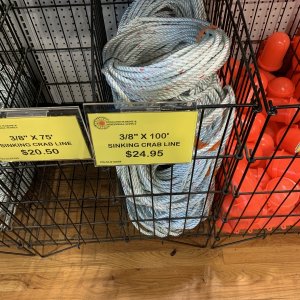 3/8" X 75'
SINKING CRAB LINE
$20.50
3/8" X 100'
SINKING CRAB LINE
$24.95